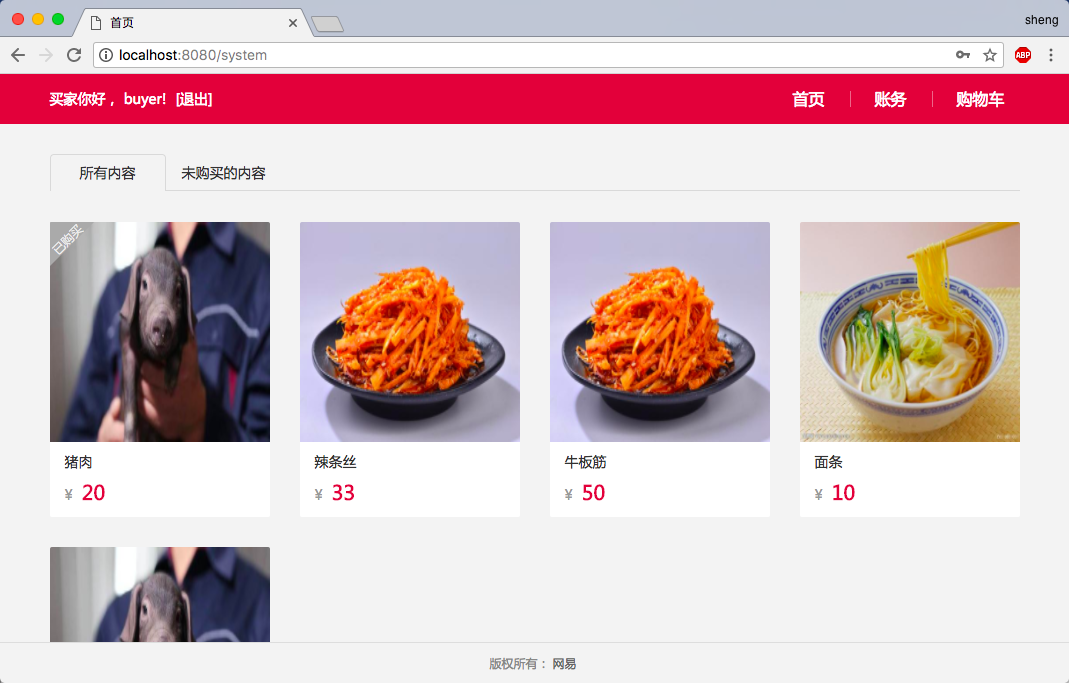 首页
sheng
localhost:8080/system
ABP
买家你好， buyer! [退出]
首页
账务
购物车
所有内容
未购买的内容
已购买
猪肉
¥ 20
辣条丝
¥ 33
牛板筋
¥ 50
面条
¥ 10
版权所有： 网易